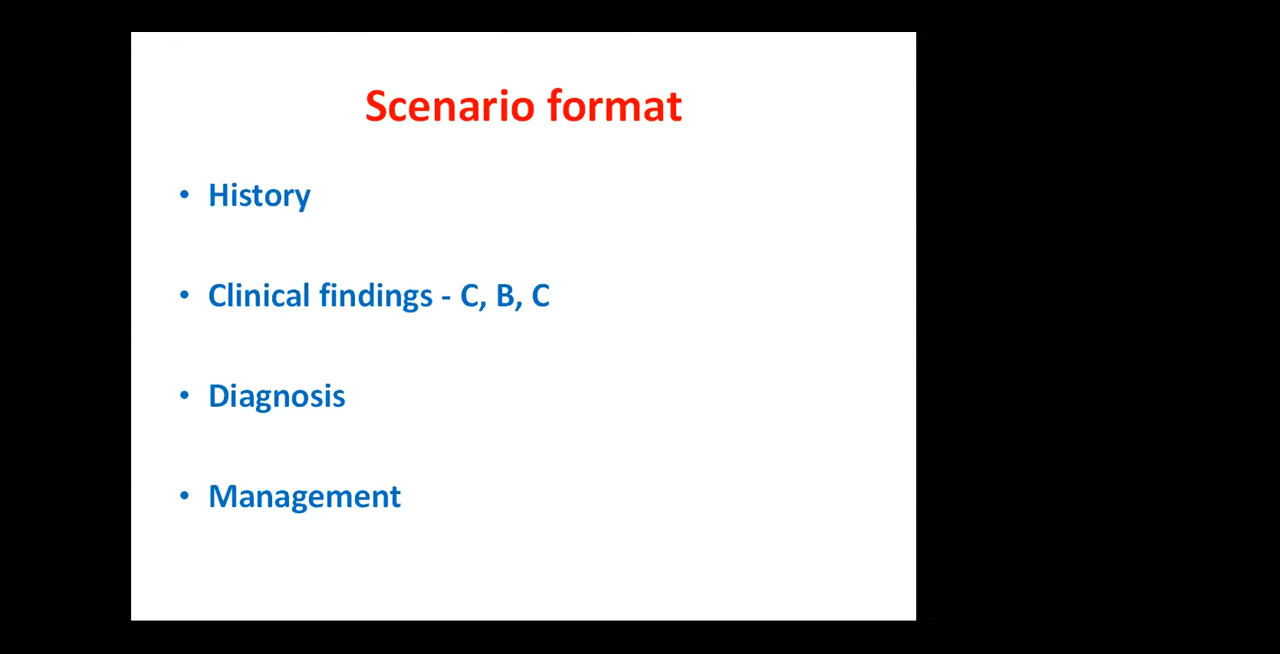 Scenario format
• History
• Clinical findings - C, B, C
• Diagnosis
• Management